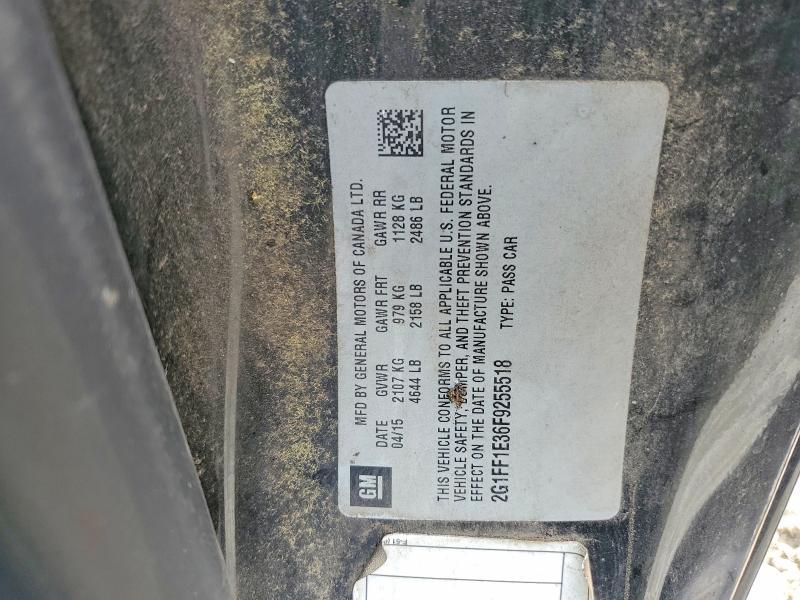 GM
MFD BY GENERAL MOTORS OF CANADA LTD.
DATE GVWR GAWR FRT GAWR RR
04/15 2107 KG 979 KG 1128 KG
4644 LB 2158 LB 2486 LB
THIS VEHICLE CONFORMS TO ALL APPLICABLE U.S. FEDERAL MOTOR
VEHICLE SAFETY, BUMPER, AND THEFT PREVENTION STANDARDS IN
EFFECT ON THE DATE OF MANUFACTURE SHOWN ABOVE.
2G1FF1E36F9255518 TYPE: PASS CAR